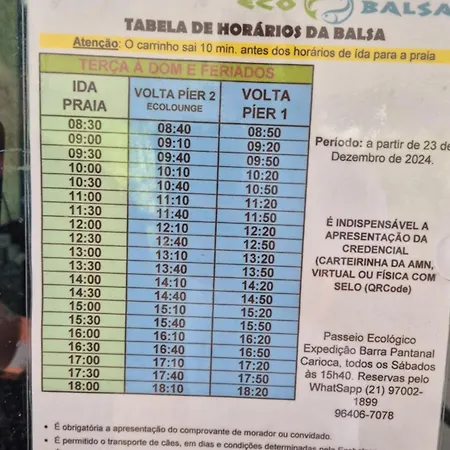 ECO BALSA
TABELA DE HORÁRIOS DA BALSA
Atenção: O carrinho sai 10 min. antes dos horários de ida para a praia
TERÇA A DOM E FERIADOS
IDA PRAIA VOLTA PÍER 2 ECOLOUNGE VOLTA PÍER 1
08:30 08:40 08:50
09:00 09:10 09:20
09:30 09:40 09:50
10:00 10:10 10:20
10:30 10:40 10:50
11:00 11:10 11:20
11:30 11:40 11:50
12:00 12:10 12:20
12:30 12:40 12:50
13:00 13:10 13:20
13:30 13:40 13:50
14:00 14:10 14:20
14:30 14:40 14:50
15:00 15:10 15:20
15:30 15:40 15:50
16:00 16:10 16:20
16:30 16:40 16:50
17:00 17:10 17:20
17:30 17:40 17:50
18:00 18:10 18:20
Período: a partir de 23 de
Dezembro de 2024.
É INDISPENSÁVEL A
APRESENTAÇÃO DA
CREDENCIAL
(CARTEIRINHA DA AMN,
VIRTUAL OU FÍSICA COM
SELO (QRCode)
Passeio Ecológico
Expedição Barra Pantanal
Carioca, todos os Sábados
às 15h40. Reservas pelo
WhatSapp (21) 97002-
1899
96406-7078
• É obrigatória a apresentação do comprovante de morador ou convidado.
• É permitido o transporte de cães, em dias e condições determinadas